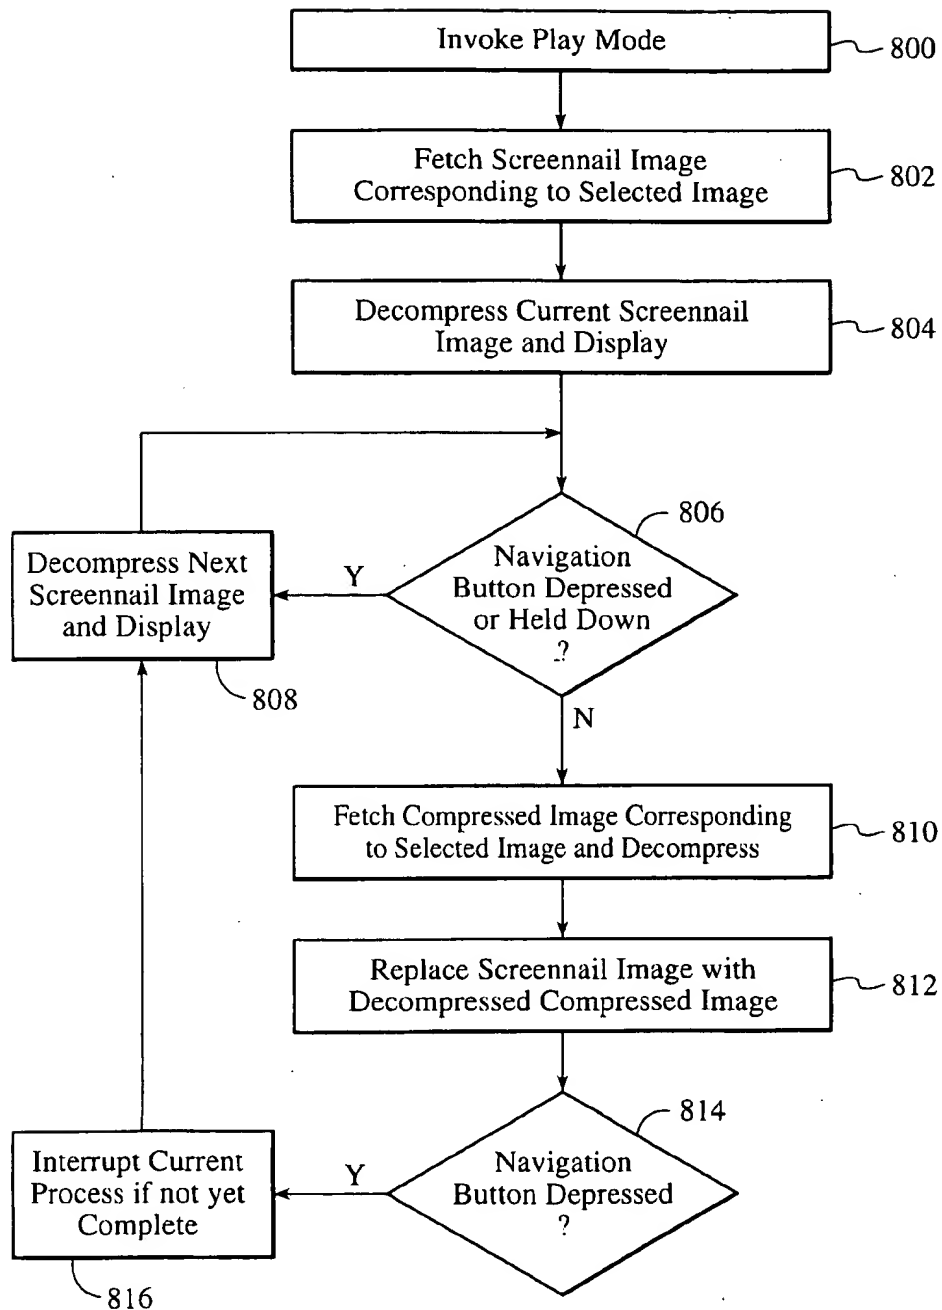 Invoke Play Mode
800
Fetch Screennail Image
Corresponding to Selected Image
802
Decompress Current Screennail
Image and Display
804
806
Navigation
Button Depressed
or Held Down
?
Y
Decompress Next
Screennail Image
and Display
808
N
Fetch Compressed Image Corresponding
to Selected Image and Decompress
810
Replace Screennail Image with
Decompressed Compressed Image
812
814
Navigation
Button Depressed
?
Y
Interrupt Current
Process if not yet
Complete
816